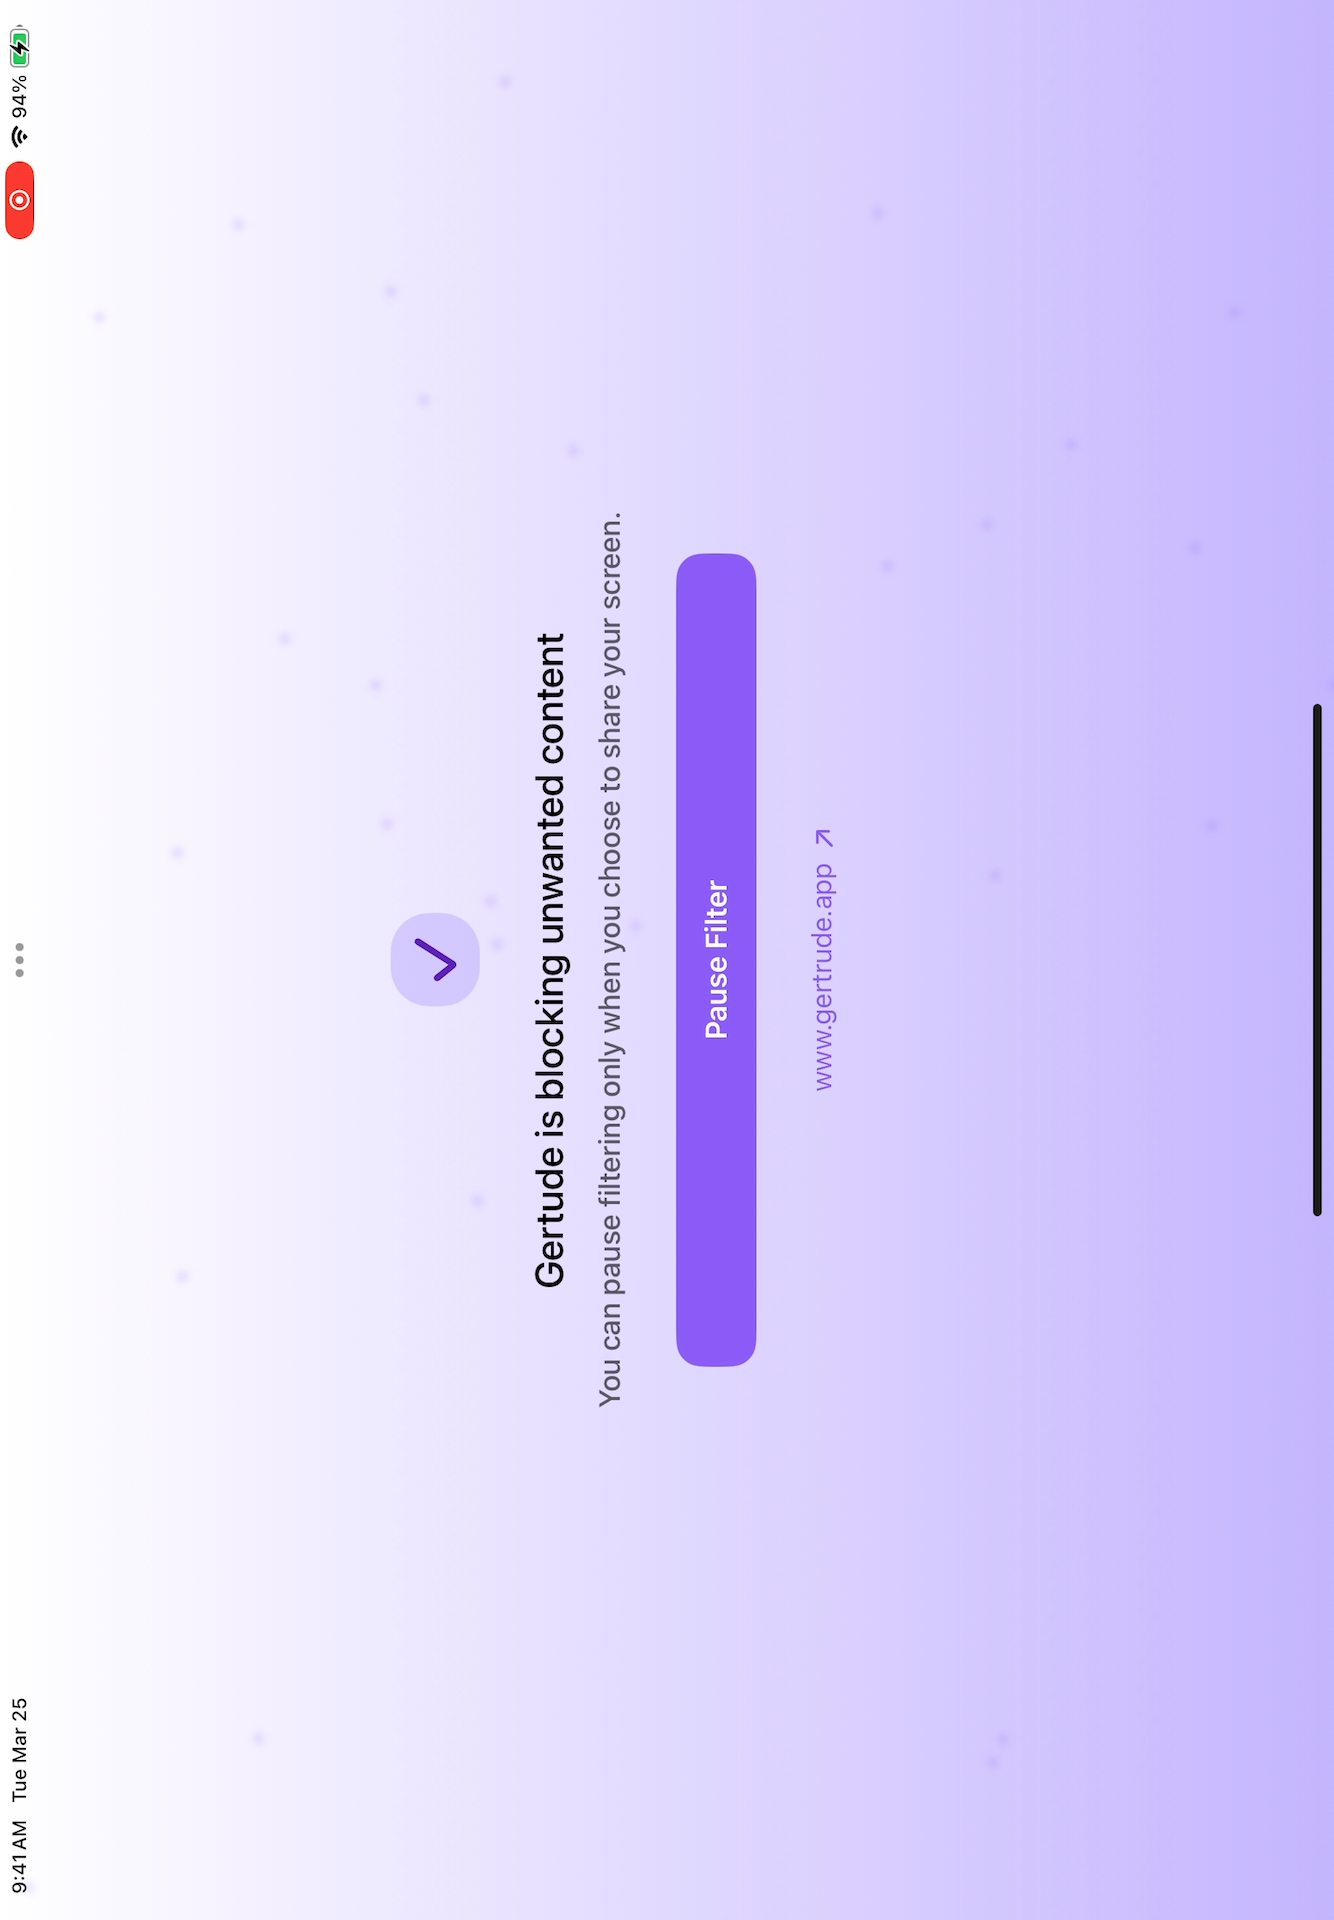 9:41 AM Tue Mar 25
94%
Gertrude is blocking unwanted content
You can pause filtering only when you choose to share your screen.
Pause Filter
www.gertrude.app